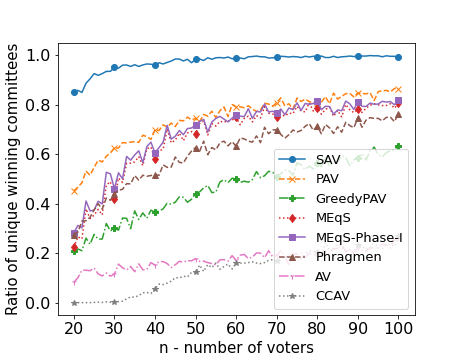 Ratio of unique winning committees
1.0
0.8
0.6
0.4
0.2
0.0
20 30 40 50 60 70 80 90 100
n - number of voters
SAV
PAV
GreedyPAV
MEqS
MEqS-Phase-I
Phragmen
AV
CCAV